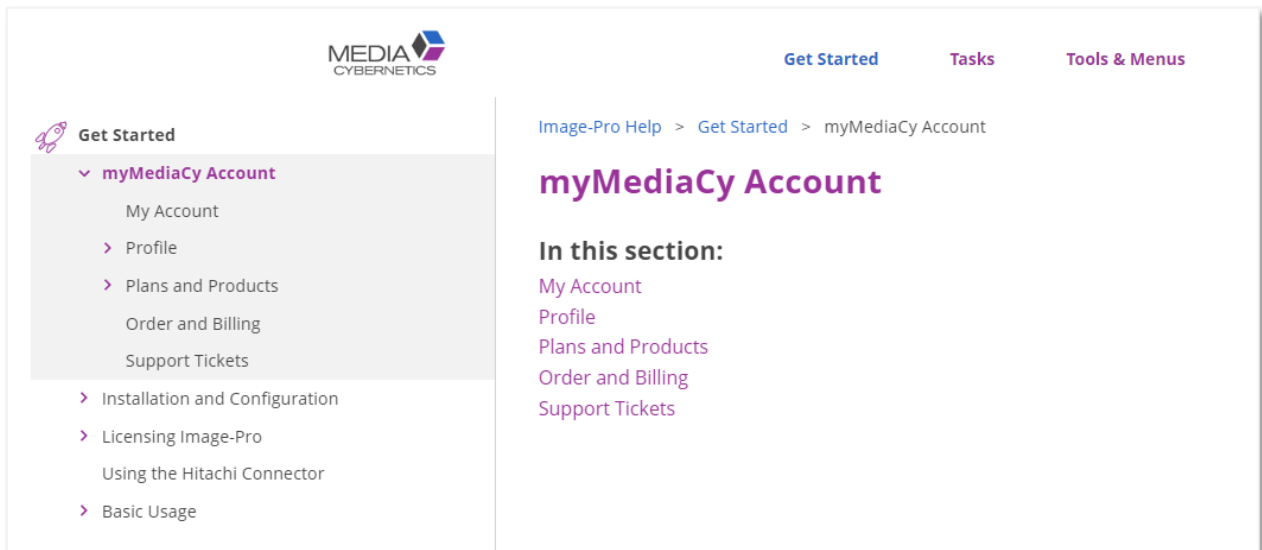 MEDIA
CYBERNETICS
Get Started Tasks Tools & Menus
Get Started
myMediaCy Account
My Account
Profile
Plans and Products
Order and Billing
Support Tickets
Installation and Configuration
Licensing Image-Pro
Using the Hitachi Connector
Basic Usage
Image-Pro Help > Get Started > myMediaCy Account
myMediaCy Account
In this section:
My Account
Profile
Plans and Products
Order and Billing
Support Tickets